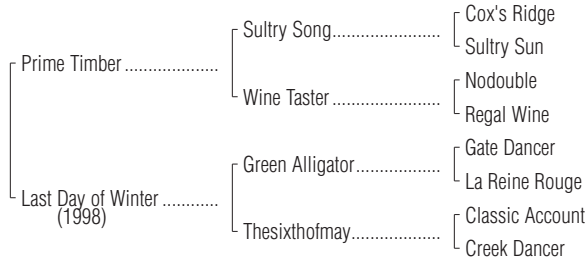 Cox's Ridge
Sultry Song......................
Sultry Sun
Prime Timber ....................
Nodouble
Wine Taster .......................
Regal Wine
Gate Dancer
Green Alligator..................
La Reine Rouge
Last Day of Winter ............
(1998)
Classic Account
Thesixthofmay...................
Creek Dancer